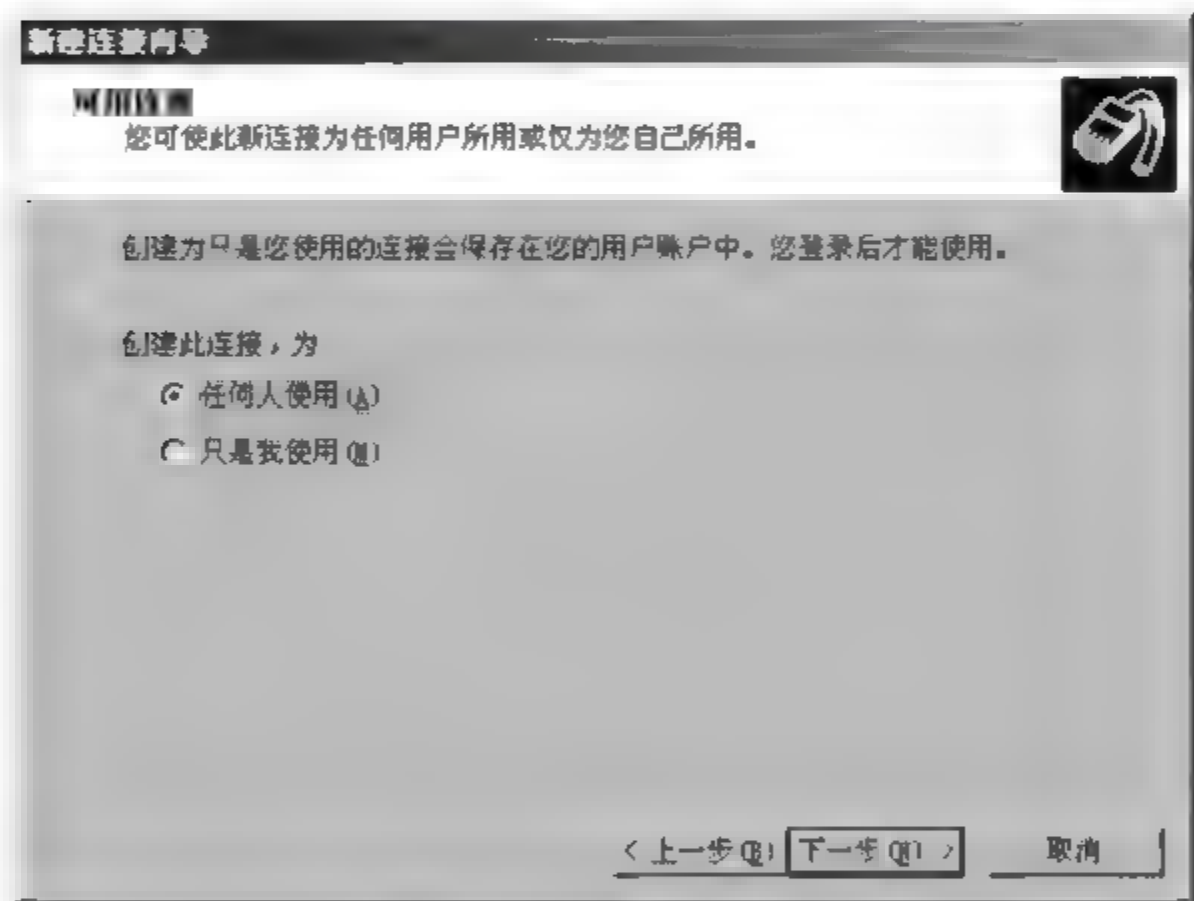 新建连接向导
可用连接
您可使此新连接为任何用户所用或仅为您自己所用。
创建为只是您使用的连接会保存在您的用户账户中。您登录后才能使用。
创建此连接，为
任何人使用(A)
只是我使用(M)
< 上一步(B) 下一步(N) > 取消